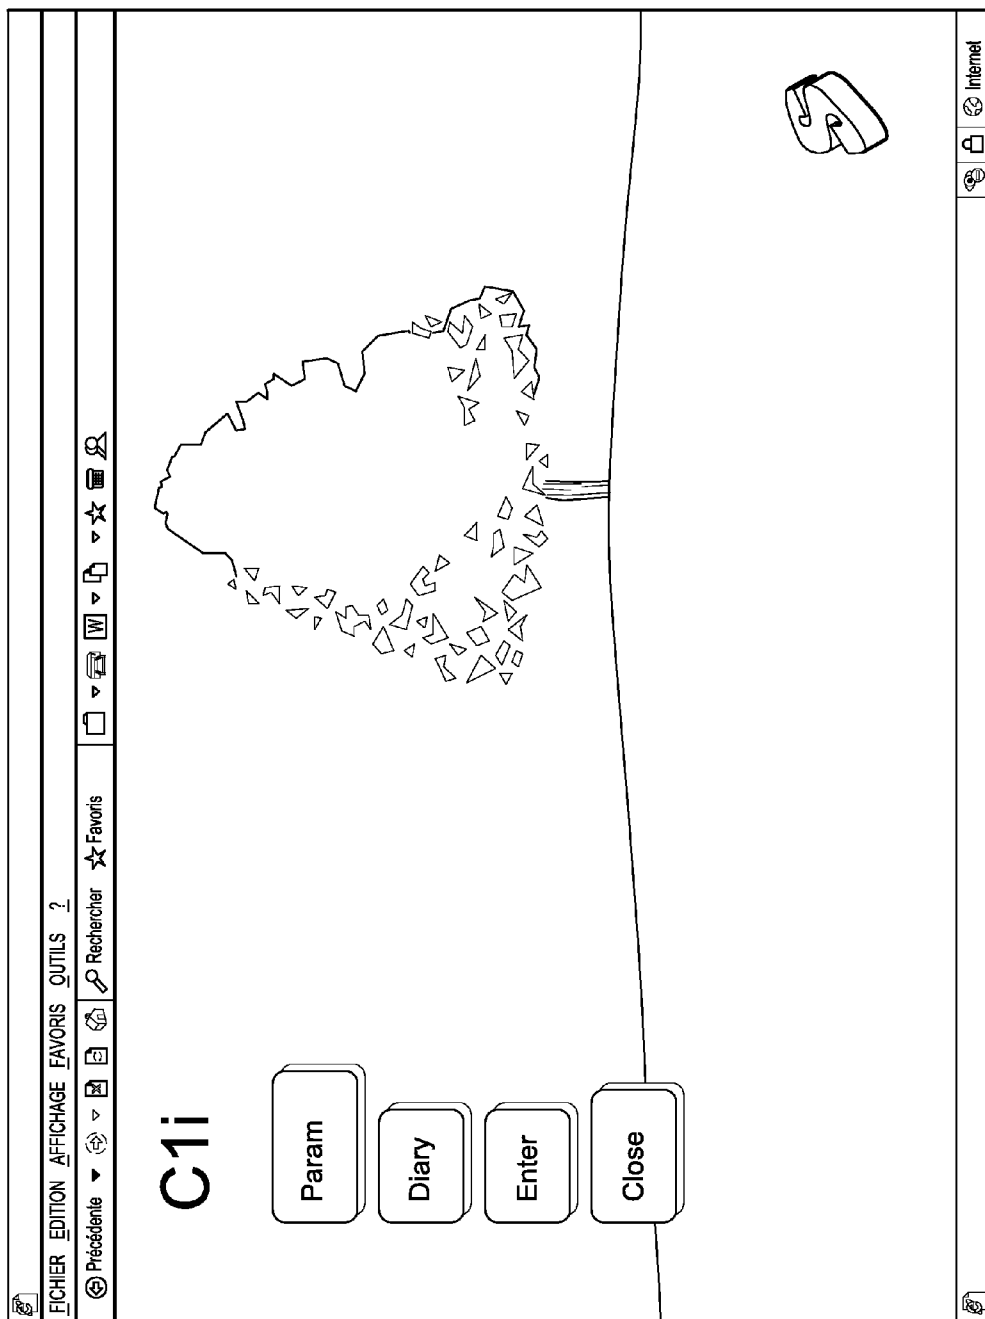 FICHIER EDITION AFFICHAGE FAVORIS OUTILS ?
Précédente Rechercher Favoris W
C1i
Param
Diary
Enter
Close
Internet